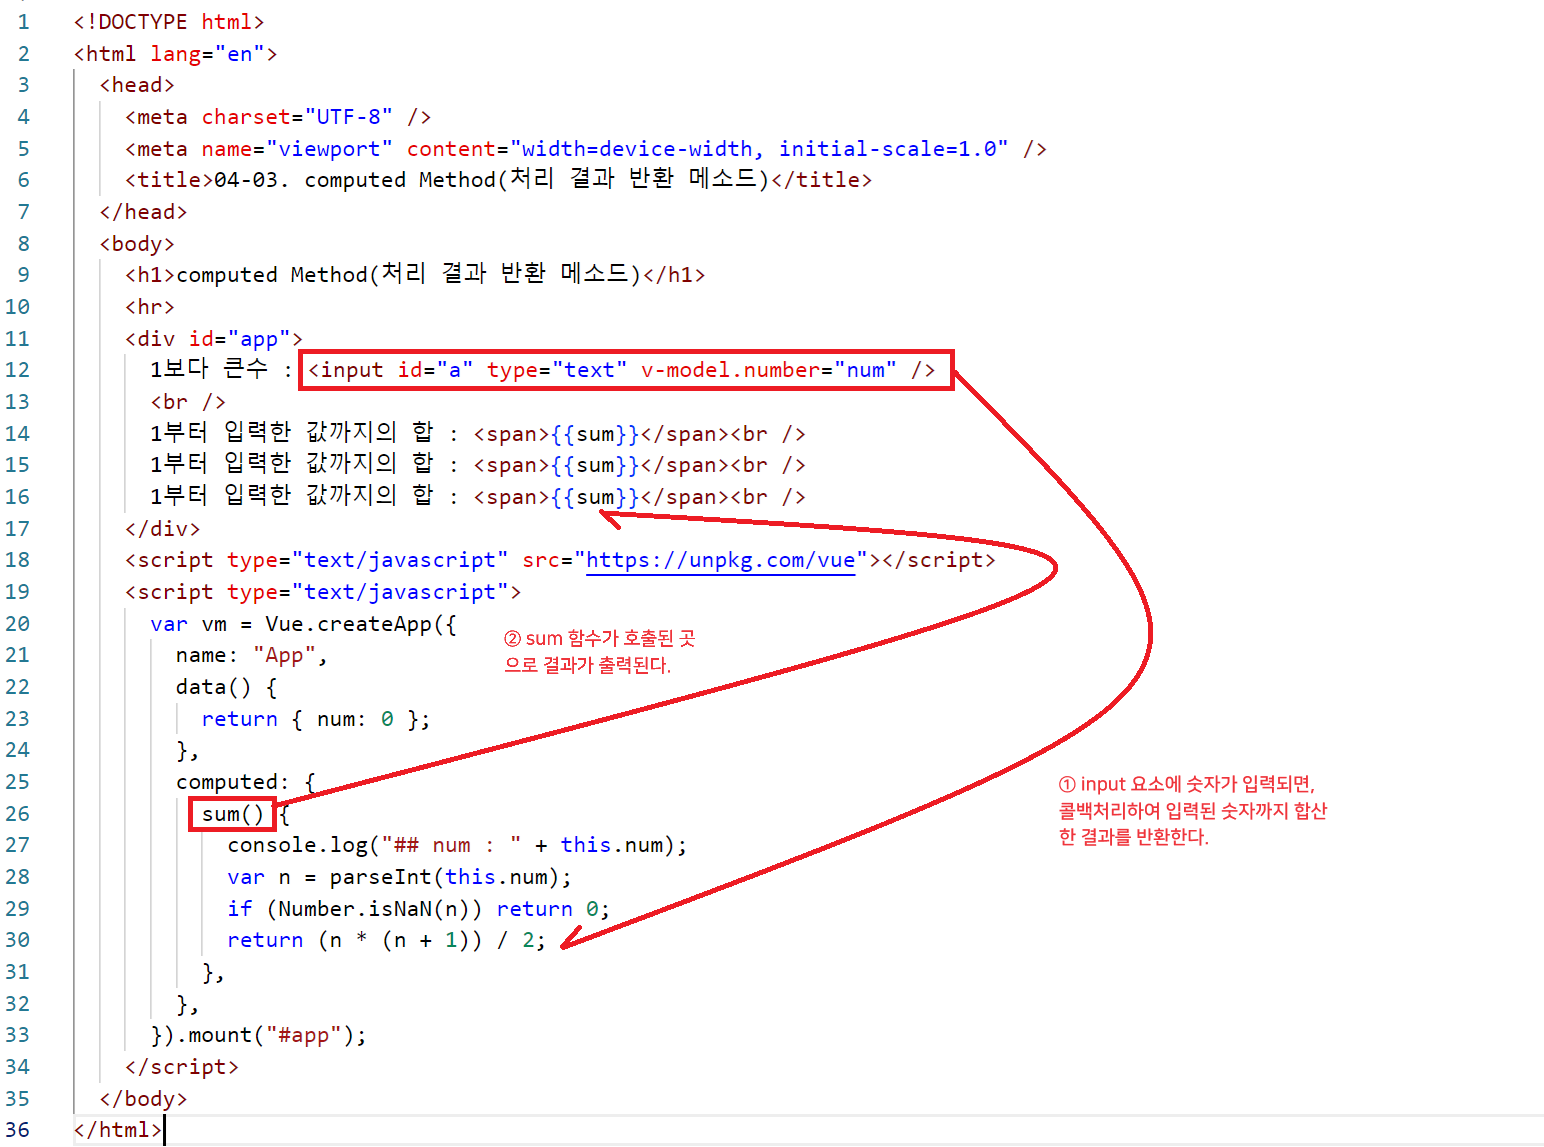 1 <!DOCTYPE html>
2 <html lang="en">
3 <head>
4 <meta charset="UTF-8" />
5 <meta name="viewport" content="width=device-width, initial-scale=1.0" />
6 <title>04-03. computed Method(처리 결과 반환 메소드)</title>
7 </head>
8 <body>
9 <h1>computed Method(처리 결과 반환 메소드)</h1>
10 <hr>
11 <div id="app">
12 1보다 큰수 : <input id="a" type="text" v-model.number="num" />
13 <br />
14 1부터 입력한 값까지의 합 : <span>{{sum}}</span><br />
15 1부터 입력한 값까지의 합 : <span>{{sum}}</span><br />
16 1부터 입력한 값까지의 합 : <span>{{sum}}</span><br />
17 </div>
18 <script type="text/javascript" src="https://unpkg.com/vue"></script>
19 <script type="text/javascript">
20 var vm = Vue.createApp({
21 name: "App",
22 data() {
23 return { num: 0 };
24 },
25 computed: {
26 sum() {
27 console.log("## num : " + this.num);
28 var n = parseInt(this.num);
29 if (Number.isNaN(n)) return 0;
30 return (n * (n + 1)) / 2;
31 },
32 },
33 }).mount("#app");
34 </script>
35 </body>
36 </html>
② sum 함수가 호출된 곳
으로 결과가 출력된다.
① input 요소에 숫자가 입력되면,
콜백처리하여 입력된 숫자까지 합산
한 결과를 반환한다.